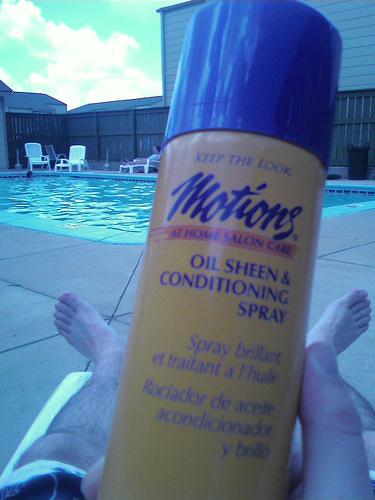 KEEP THE LOOK.
Motions®
AT HOME SALON CARE
OIL SHEEN &
CONDITIONING
SPRAY
Spray brillant
et traitant a l'huile
Rociador de aceite
acondicionador
y brillo